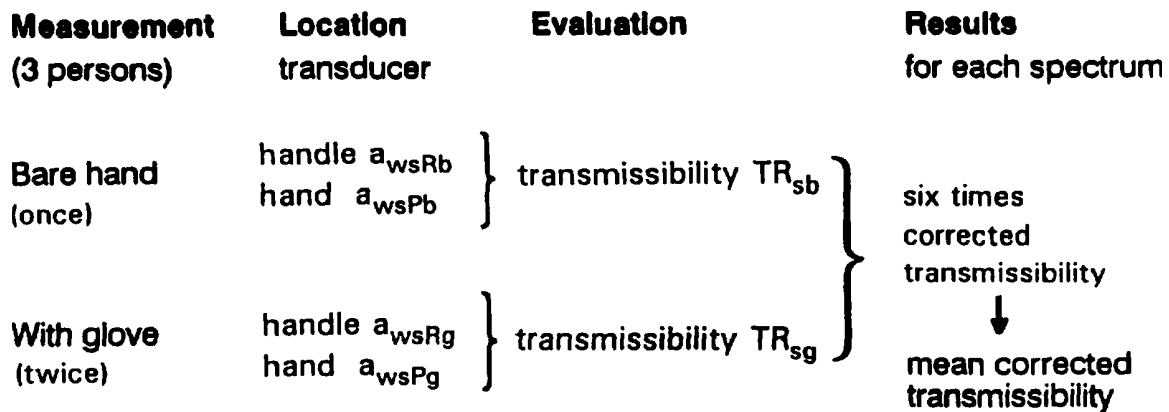 Measurement Location Evaluation Results
(3 persons) transducer for each spectrum
Bare hand
(once)
handle a_wsRb
hand a_wsPb
transmissibility TR_sb
With glove
(twice)
handle a_wsRg
hand a_wsPg
transmissibility TR_sg
six times
corrected
transmissibility
mean corrected
transmissibility